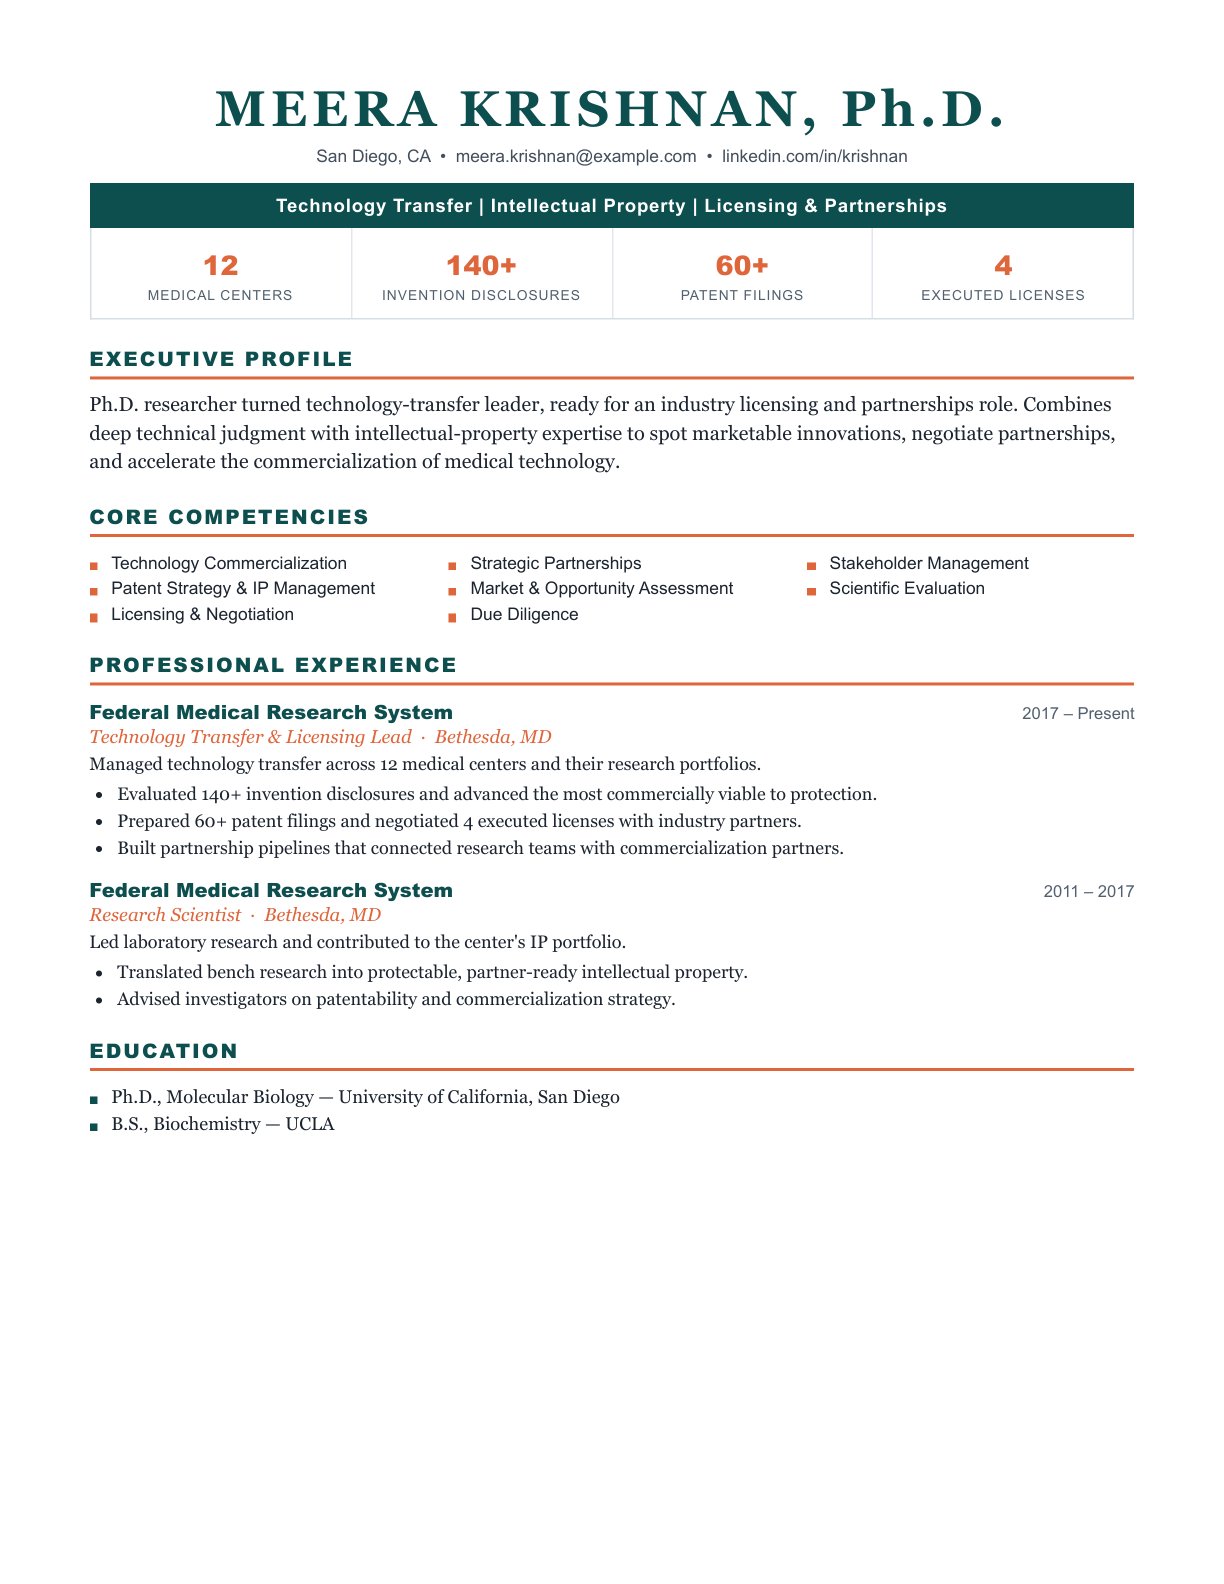 MEERA KRISHNAN, Ph.D.
San Diego, CA • meera.krishnan@example.com • linkedin.com/in/krishnan
Technology Transfer | Intellectual Property | Licensing & Partnerships
12
MEDICAL CENTERS
140+
INVENTION DISCLOSURES
60+
PATENT FILINGS
4
EXECUTED LICENSES
EXECUTIVE PROFILE
Ph.D. researcher turned technology-transfer leader, ready for an industry licensing and partnerships role. Combines
deep technical judgment with intellectual-property expertise to spot marketable innovations, negotiate partnerships,
and accelerate the commercialization of medical technology.
CORE COMPETENCIES
■ Technology Commercialization
■ Patent Strategy & IP Management
■ Licensing & Negotiation
■ Strategic Partnerships
■ Market & Opportunity Assessment
■ Due Diligence
■ Stakeholder Management
■ Scientific Evaluation
PROFESSIONAL EXPERIENCE
Federal Medical Research System 2017 – Present
Technology Transfer & Licensing Lead · Bethesda, MD
Managed technology transfer across 12 medical centers and their research portfolios.
• Evaluated 140+ invention disclosures and advanced the most commercially viable to protection.
• Prepared 60+ patent filings and negotiated 4 executed licenses with industry partners.
• Built partnership pipelines that connected research teams with commercialization partners.
Federal Medical Research System 2011 – 2017
Research Scientist · Bethesda, MD
Led laboratory research and contributed to the center's IP portfolio.
• Translated bench research into protectable, partner-ready intellectual property.
• Advised investigators on patentability and commercialization strategy.
EDUCATION
■ Ph.D., Molecular Biology — University of California, San Diego
■ B.S., Biochemistry — UCLA